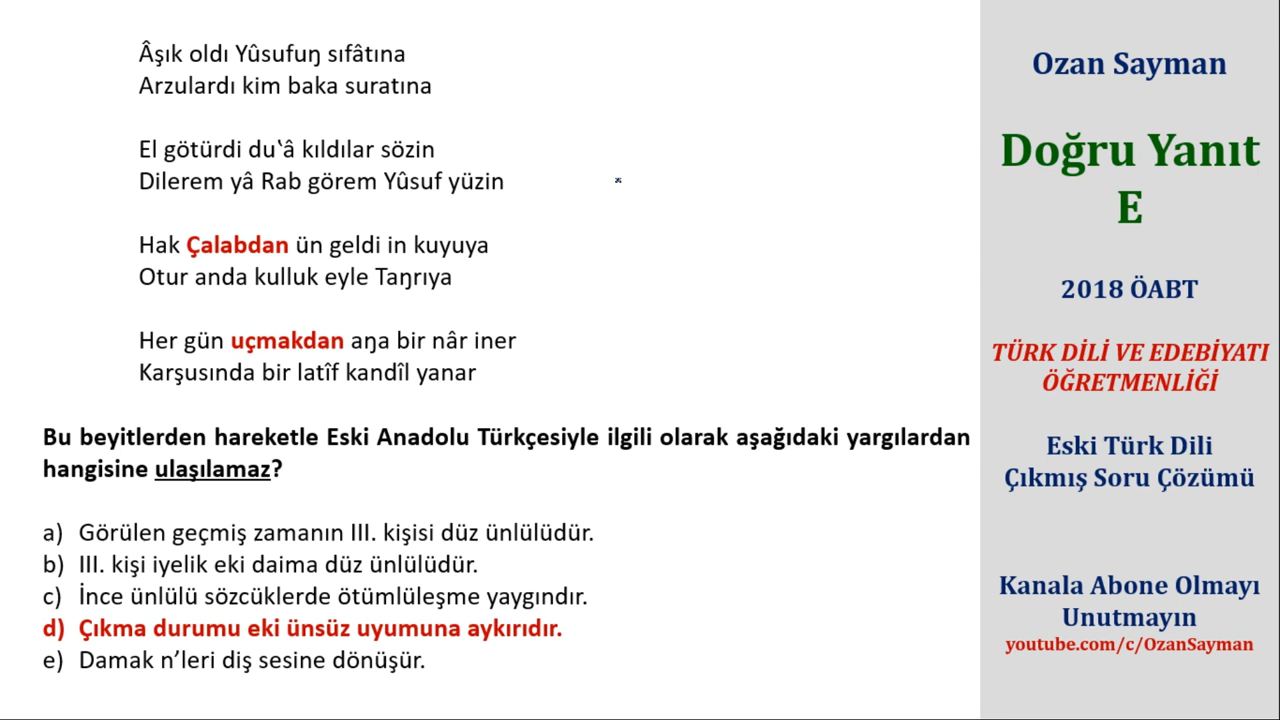 Âşık oldı Yûsufuŋ sıfâtına
Arzulardı kim baka suratına
El götürdi du‛â kıldılar sözin
Dilerem yâ Rab görem Yûsuf yüzin
Hak Çalabdan ün geldi in kuyuya
Otur anda kulluk eyle Taŋrıya
Her gün uçmakdan aŋa bir nâr iner
Karşusında bir latîf kandîl yanar
Bu beyitlerden hareketle Eski Anadolu Türkçesiyle ilgili olarak aşağıdaki yargılardan
hangisine ulaşılamaz?
a) Görülen geçmiş zamanın III. kişisi düz ünlülüdür.
b) III. kişi iyelik eki daima düz ünlülüdür.
c) İnce ünlülü sözcüklerde ötümlüleşme yaygındır.
d) Çıkma durumu eki ünsüz uyumuna aykırıdır.
e) Damak n’leri diş sesine dönüşür.
Ozan Sayman
Doğru Yanıt
E
2018 ÖABT
TÜRK DİLİ VE EDEBİYATI
ÖĞRETMENLİĞİ
Eski Türk Dili
Çıkmış Soru Çözümü
Kanala Abone Olmayı
Unutmayın
youtube.com/c/OzanSayman